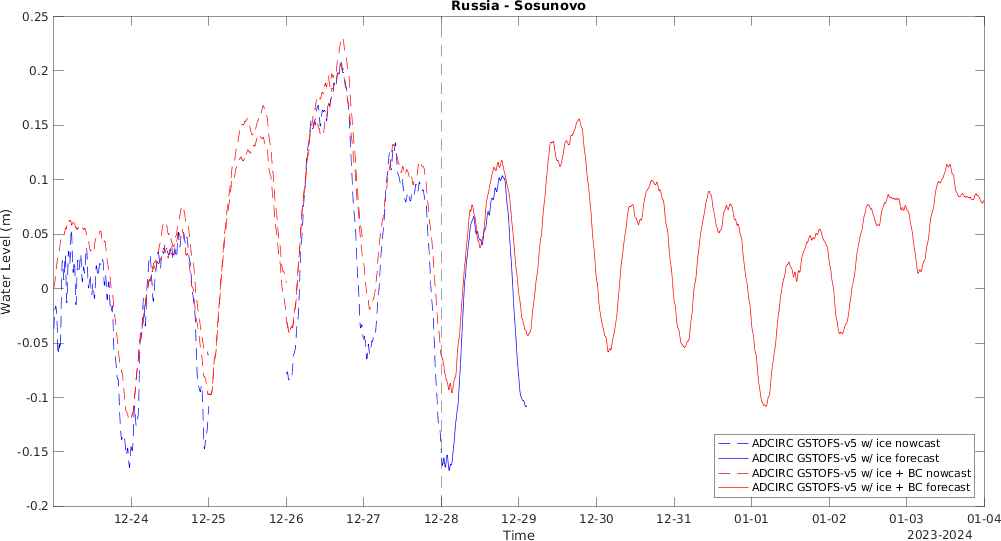 Russia - Sosunovo
0.25
0.2
0.15
0.1
0.05
0
-0.05
-0.1
-0.15
-0.2
Water Level (m)
ADCIRC GSTOFS-v5 w/ ice nowcast
ADCIRC GSTOFS-v5 w/ ice forecast
ADCIRC GSTOFS-v5 w/ ice + BC nowcast
ADCIRC GSTOFS-v5 w/ ice + BC forecast
12-24 12-25 12-26 12-27 12-28 12-29 12-30 12-31 01-01 01-02 01-03 01-04
Time
2023-2024